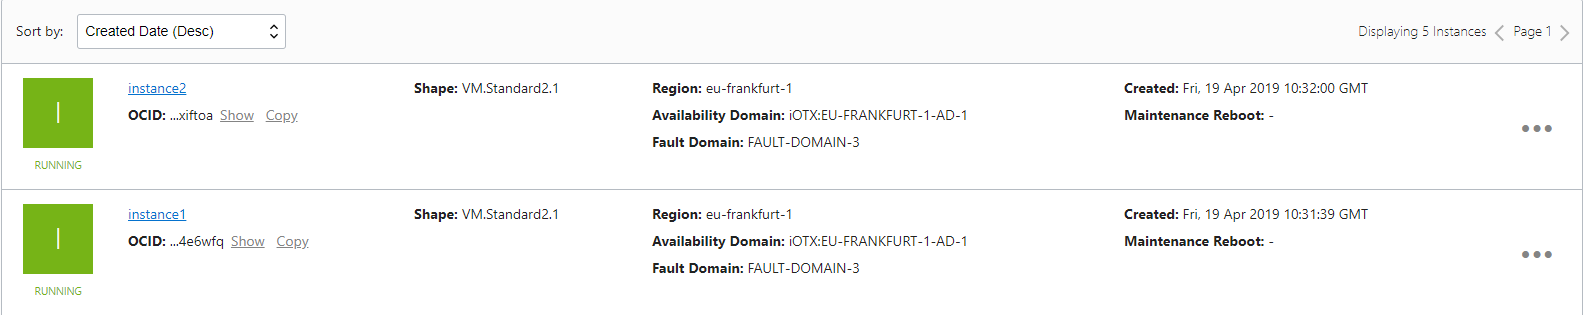 Sort by: Created Date (Desc) Displaying 5 Instances Page 1
I
RUNNING
instance2
OCID: ...xiftoa Show Copy
Shape: VM.Standard2.1
Region: eu-frankfurt-1
Availability Domain: iOTX:EU-FRANKFURT-1-AD-1
Fault Domain: FAULT-DOMAIN-3
Created: Fri, 19 Apr 2019 10:32:00 GMT
Maintenance Reboot: -
I
RUNNING
instance1
OCID: ...4e6wfq Show Copy
Shape: VM.Standard2.1
Region: eu-frankfurt-1
Availability Domain: iOTX:EU-FRANKFURT-1-AD-1
Fault Domain: FAULT-DOMAIN-3
Created: Fri, 19 Apr 2019 10:31:39 GMT
Maintenance Reboot: -